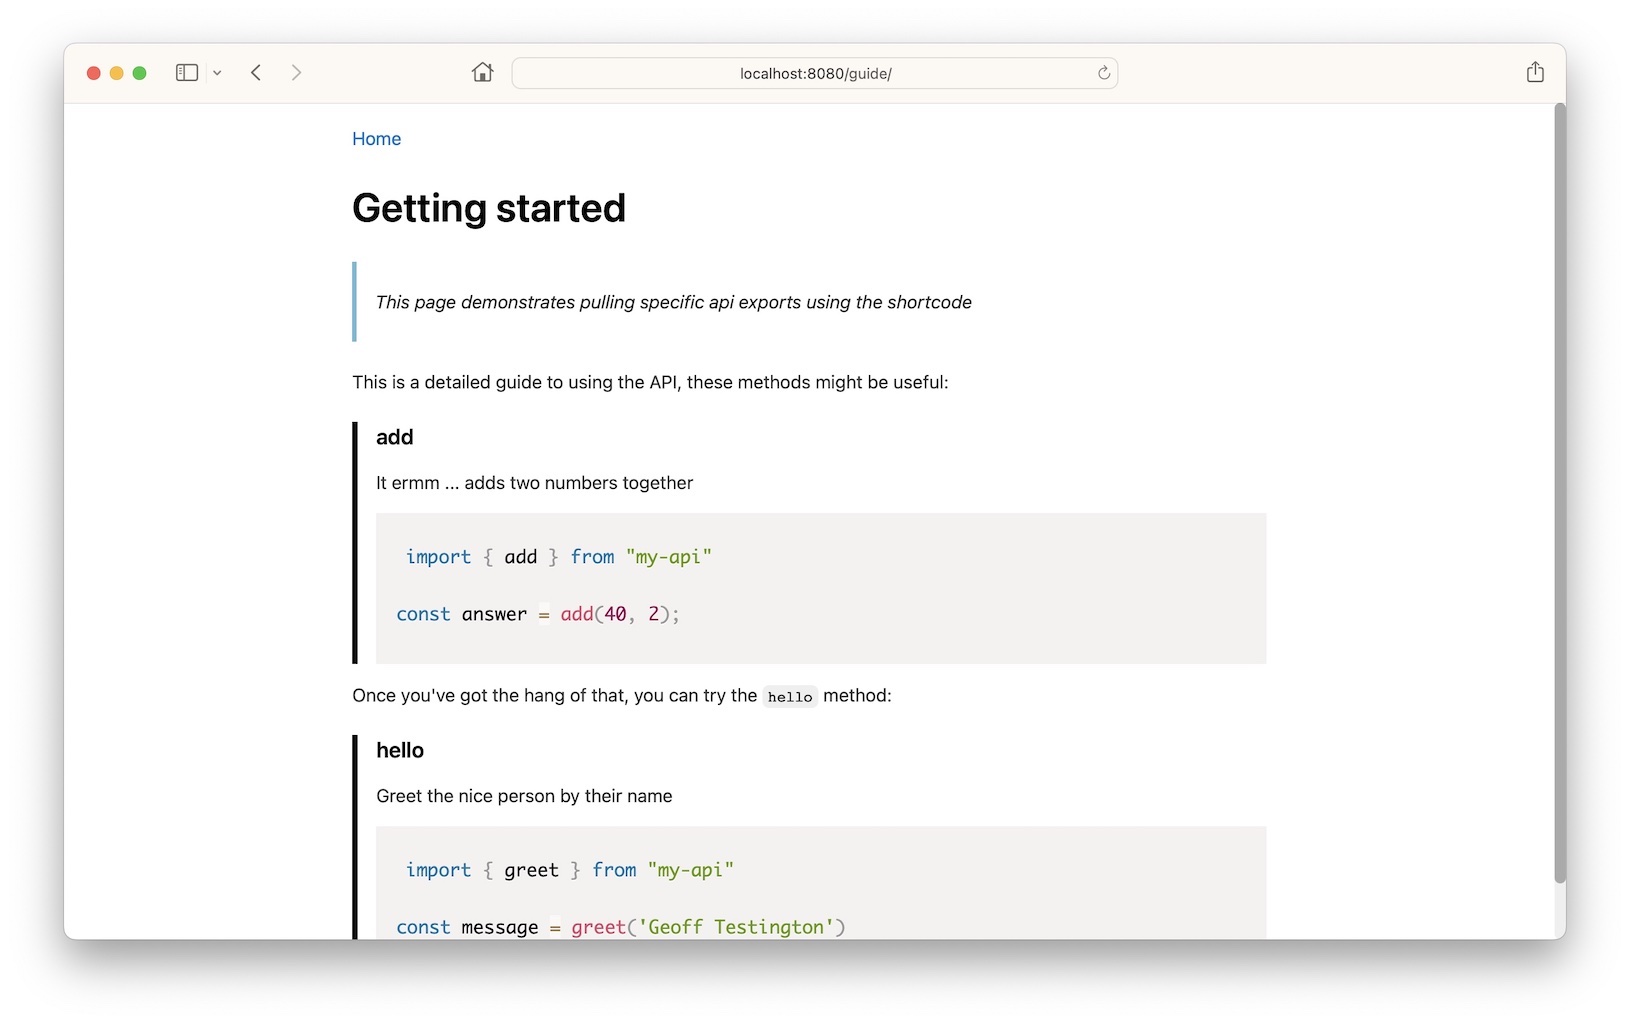 localhost:8080/guide/
Home
Getting started
This page demonstrates pulling specific api exports using the shortcode
This is a detailed guide to using the API, these methods might be useful:
add
It ermm ... adds two numbers together
import { add } from "my-api"
const answer = add(40, 2);
Once you've got the hang of that, you can try the hello method:
hello
Greet the nice person by their name
import { greet } from "my-api"
const message = greet('Geoff Testington')